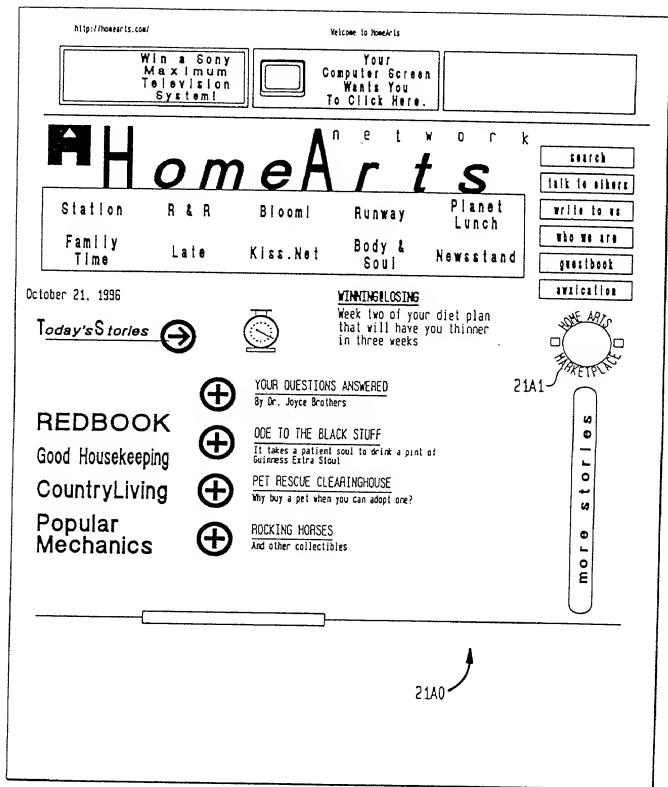 http://homearts.com/
Welcome to HomeArts
Win a Sony
Maximum
Television
System!
Your
Computer Screen
Wants You
To Click Here.
network
H HomeArts
search
talk to others
write to us
who we are
guestbook
Station R & R Bloom! Runway Planet Lunch
Family Time Late Kiss.Net Body & Soul Newsstand
October 21, 1996
Today's Stories
WINNING@LOSING
Week two of your diet plan
that will have you thinner
in three weeks
HOME ARTS
MARKETPLACE
21A1
YOUR QUESTIONS ANSWERED
By Dr. Joyce Brothers
REDBOOK
Good Housekeeping
CountryLiving
Popular
Mechanics
ODE TO THE BLACK STUFF
It takes a patient soul to drink a pint of
Guinness Extra Stout
PET RESCUE CLEARINGHOUSE
Why buy a pet when you can adopt one?
ROCKING HORSES
And other collectibles
more stories
21A0